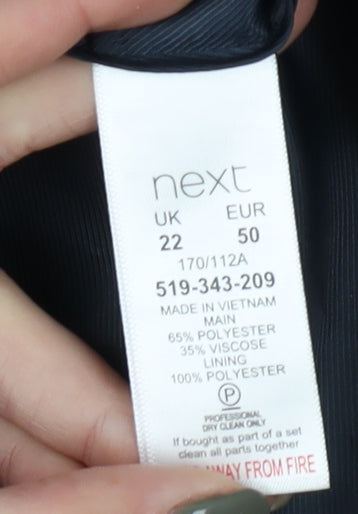 next
UK EUR
22 50
170/112A
519-343-209
MADE IN VIETNAM
MAIN
65% POLYESTER
35% VISCOSE
LINING
100% POLYESTER
P
PROFESSIONAL
DRY CLEAN ONLY
If bought as part of a set
clean all parts together
AWAY FROM FIRE